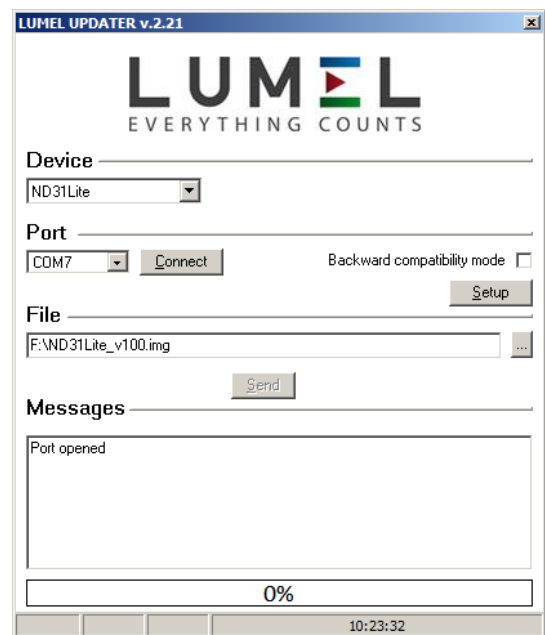 LUMEL UPDATER v.2.21
LUMEL
EVERYTHING COUNTS
Device
ND31Lite
Port
COM7 Connect Backward compatibility mode
Setup
File
F:\ND31Lite_v100.img ...
Send
Messages
Port opened
0%
10:23:32